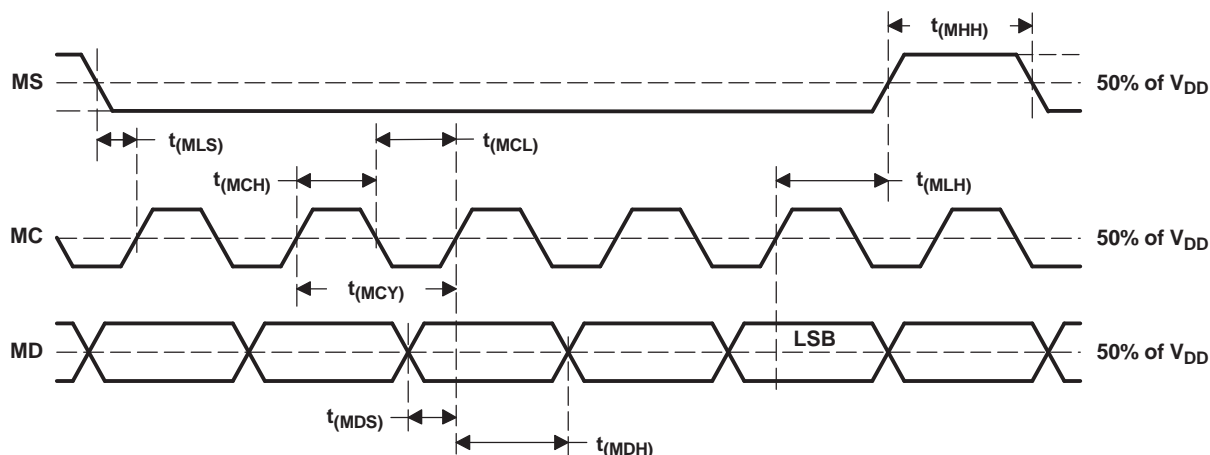 t(MHH)
MS
50% of VDD
t(MLS)
t(MCL)
t(MCH)
t(MLH)
MC
50% of VDD
t(MCY)
MD
LSB
50% of VDD
t(MDS)
t(MDH)